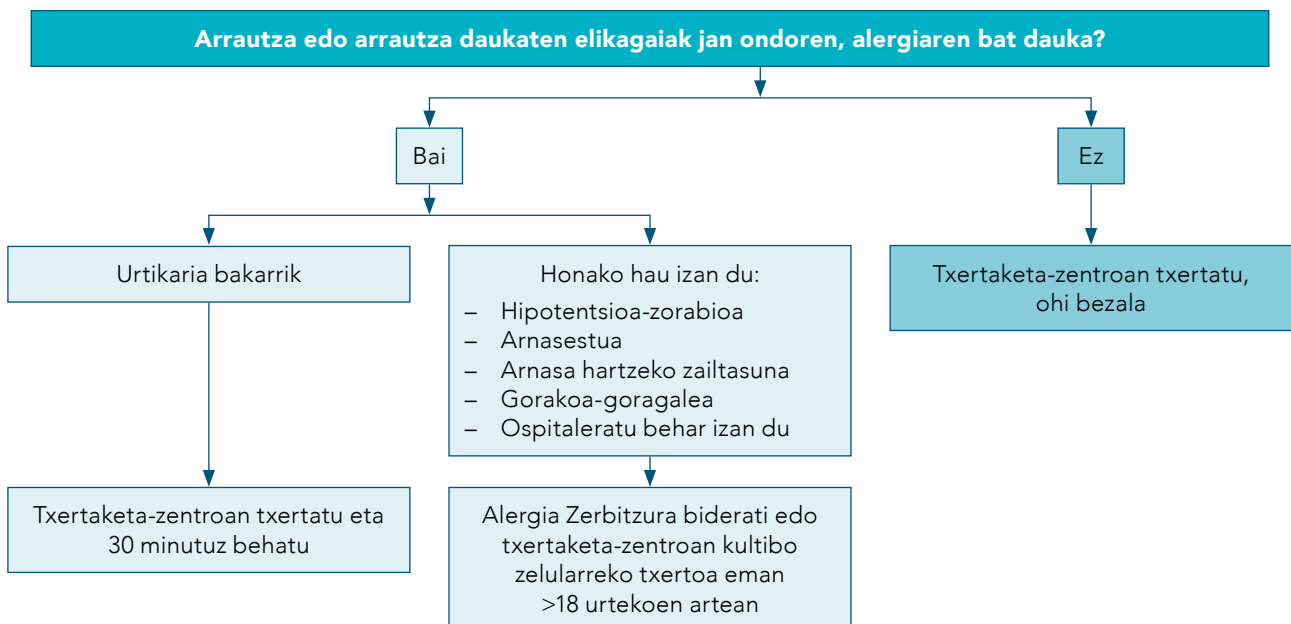 Arrautza edo arrautza daukaten elikagaiak jan ondoren, alergiaren bat dauka?
Bai
Ez
Urtikaria bakarrik
Honako hau izan du:
– Hipotentsioa-zorabioa
– Arnasestua
– Arnasa hartzeko zailtasuna
– Gorakoa-goragalea
– Ospitaleratu behar izan du
Txertaketa-zentroan txertatu,
ohi bezala
Txertaketa-zentroan txertatu eta
30 minutuz behatu
Alergia Zerbitzura biderati edo
txertaketa-zentroan kultibo
zelularreko txertoa eman
>18 urtekoen artean